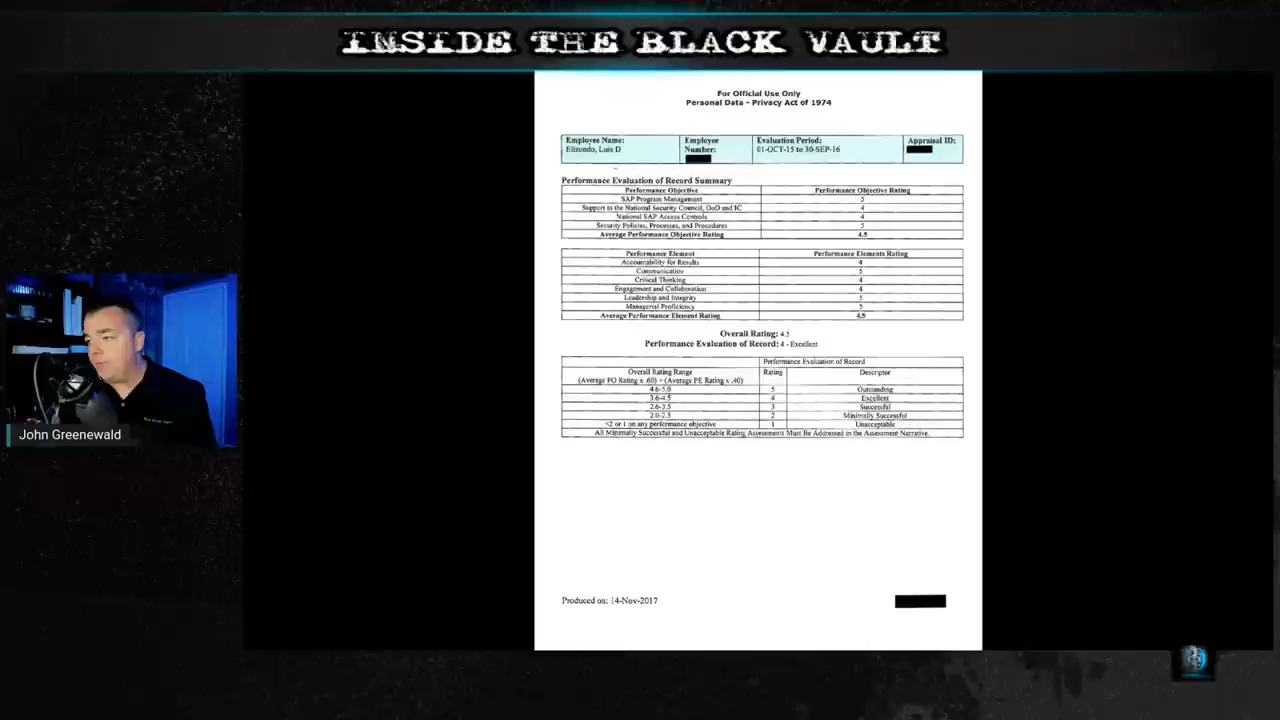 INSIDE THE BLACK VAULT
For Official Use Only
Personal Data - Privacy Act of 1974
Employee Name: Employee Number: Evaluation Period: Appraisal ID:
Elizondo, Luis D 01-OCT-15 to 30-SEP-16
Performance Evaluation of Record Summary
Performance Objective Performance Objective Rating
SAP Program Management 5
Support to the National Security Council, DoD and IC 4
National SAP Access Controls 4
Security Policies, Processes, and Procedures 5
Average Performance Objective Rating 4.5
Performance Element Performance Elements Rating
Accountability for Results 4
Communication 5
Critical Thinking 4
Engagement and Collaboration 4
Leadership and Integrity 5
Managerial Proficiency 5
Average Performance Element Rating 4.5
Overall Rating: 4.5
Performance Evaluation of Record: 4 - Excellent
Performance Evaluation of Record
Overall Rating Range Rating Descriptor
(Average PO Rating x .60) + (Average PE Rating x .40)
4.6-5.0 5 Outstanding
3.6-4.5 4 Excellent
2.6-3.5 3 Successful
2.0-2.5 2 Minimally Successful
<2 or 1 on any performance objective 1 Unacceptable
All Minimally Successful and Unacceptable Rating Assessments Must Be Addressed in the Assessment Narrative.
Produced on: 14-Nov-2017
John Greenewald